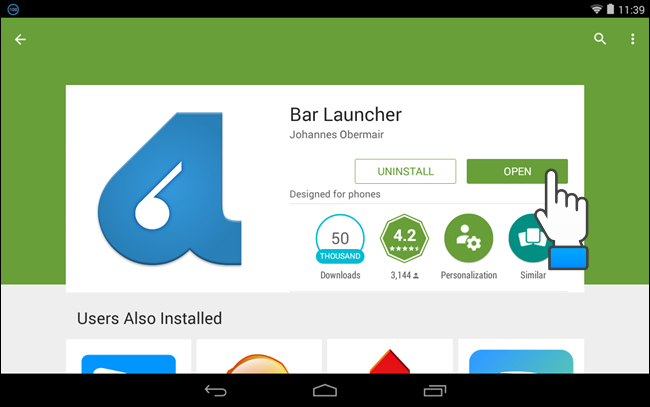 100
11:39
Bar Launcher
Johannes Obermair
UNINSTALL
OPEN
Designed for phones
50
THOUSAND
4.2
Downloads
3,144
Personalization
Similar
Users Also Installed